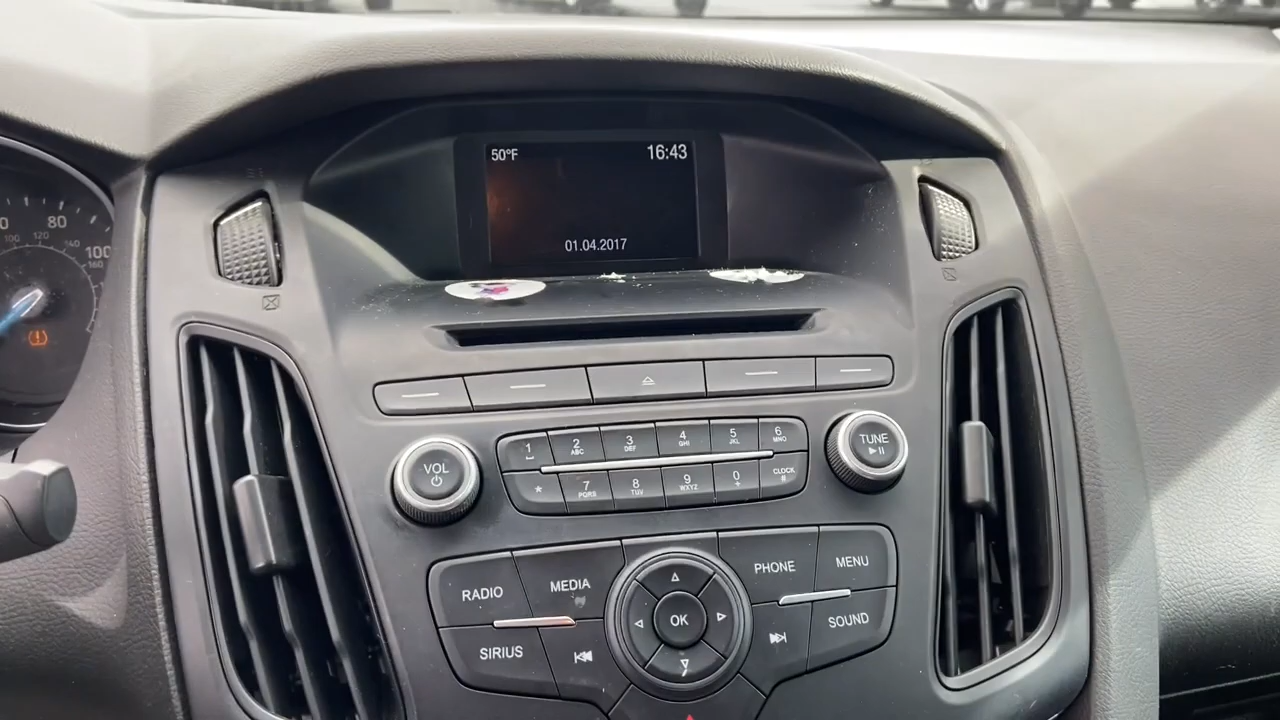 50°F 16:43
01.04.2017
80
100
100 120 140 160
VOL
1 2 ABC 3 DEF 4 GHI 5 JKL 6 MNO
* 7 PQRS 8 TUV 9 WXYZ 0 + CLOCK
TUNE
RADIO MEDIA PHONE MENU
SIRIUS OK SOUND